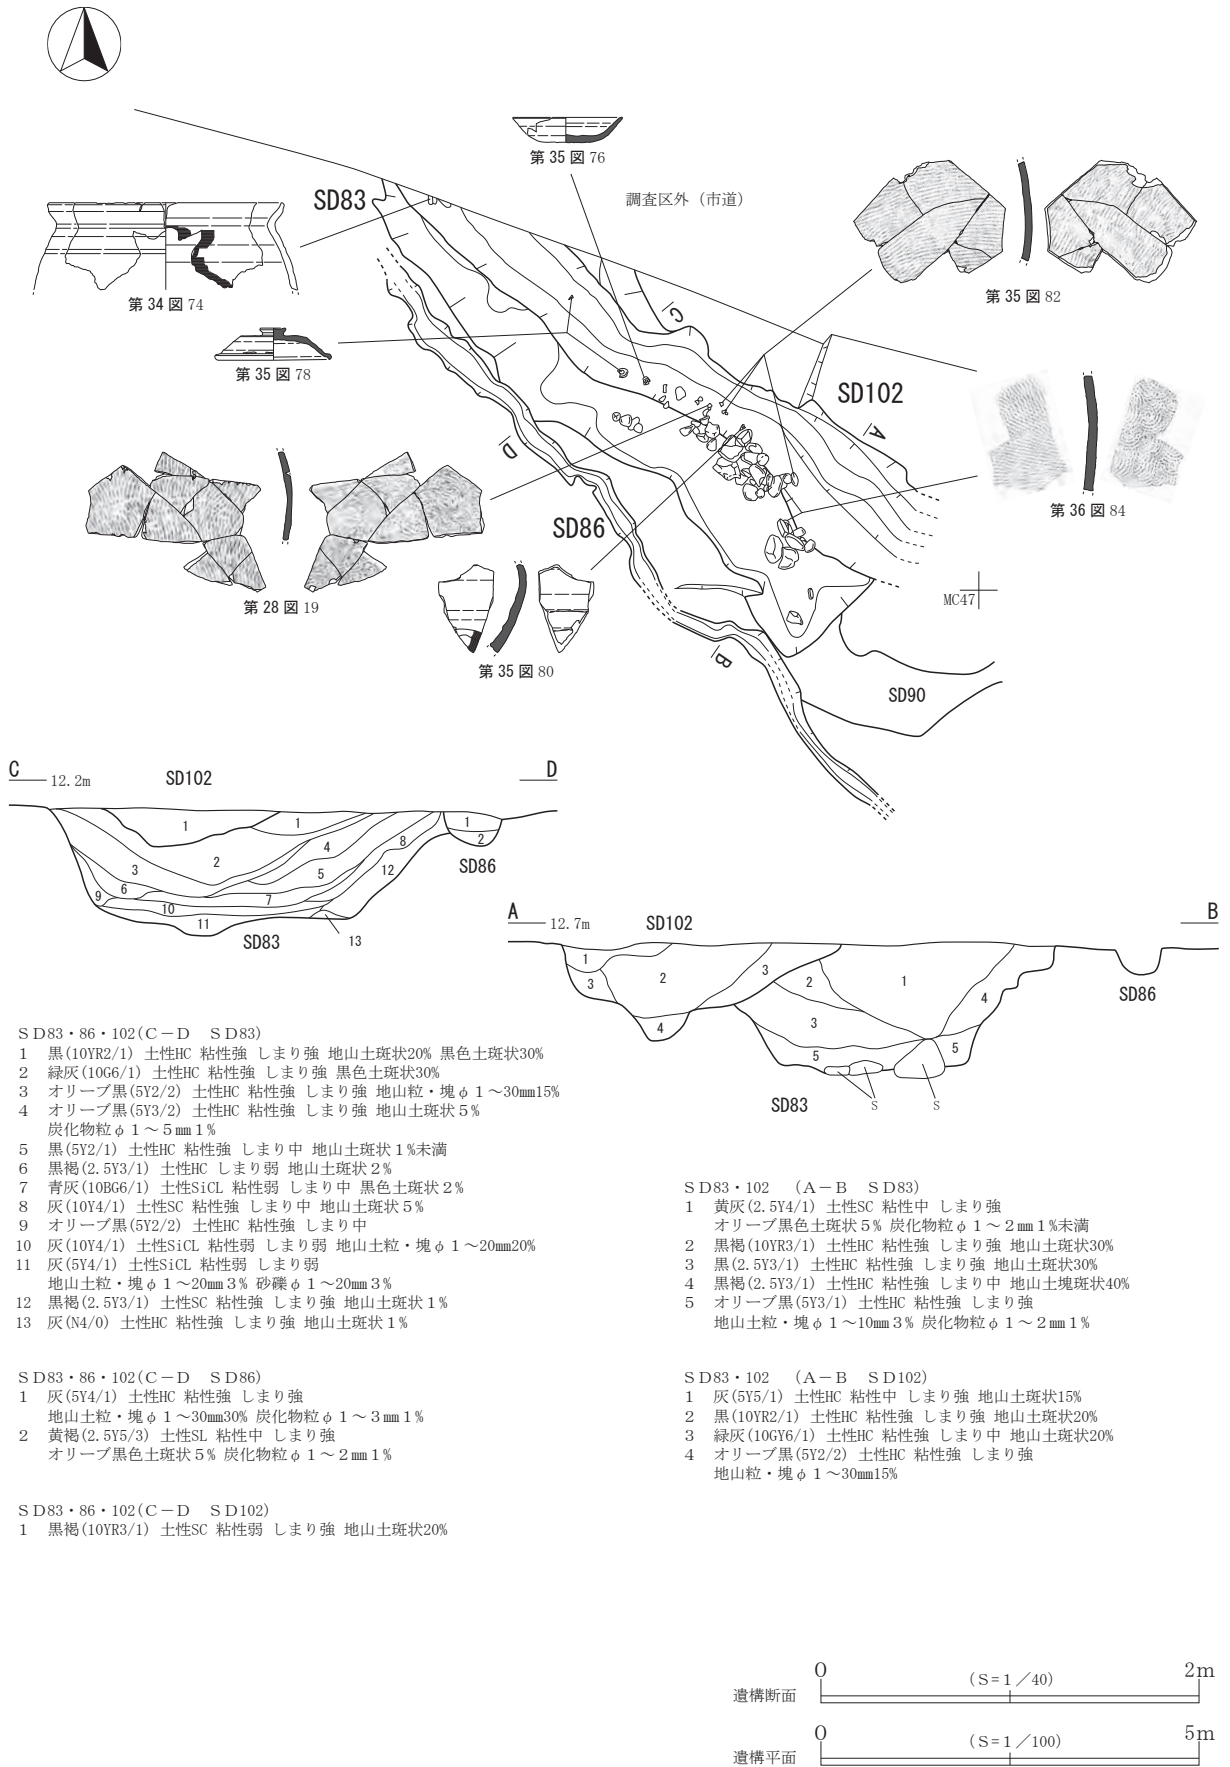 第 35 図 76
調査区外（市道）
SD83
第 34 図 74
C
第 35 図 82
第 35 図 78
SD102
A
D
第 36 図 84
SD86
第 28 図 19
MC47
第 35 図 80
B
SD90
C 12.2m SD102 D
1 1 1
2 3 4 8 2
5 12
6 7 9
10
11
SD86
SD83 13
A 12.7m SD102 B
1 2 3 2 1
3 4
3 4
5 5
SD86
SD83 S S
ＳD83・86・102(Ｃ－Ｄ　ＳD83)
1　黒(10YR2/1) 土性HC 粘性強 しまり強 地山土斑状20% 黒色土斑状30%
2　緑灰(10G6/1) 土性HC 粘性強 しまり強 黒色土斑状30%
3　オリーブ黒(5Y2/2) 土性HC 粘性強 しまり強 地山粒・塊φ１～30㎜15%
4　オリーブ黒(5Y3/2) 土性HC 粘性強 しまり強 地山土斑状５%
炭化物粒φ１～５㎜１%
5　黒(5Y2/1) 土性HC 粘性強 しまり中 地山土斑状１%未満
6　黒褐(2.5Y3/1) 土性HC しまり弱 地山土斑状２%
7　青灰(10BG6/1) 土性SiCL 粘性弱 しまり中 黒色土斑状２%
8　灰(10Y4/1) 土性SC 粘性強 しまり中 地山土斑状５%
9　オリーブ黒(5Y2/2) 土性HC 粘性強 しまり中
10　灰(10Y4/1) 土性SiCL 粘性弱 しまり弱 地山土粒・塊φ１～20㎜20%
11　灰(5Y4/1) 土性SiCL 粘性弱 しまり弱
地山土粒・塊φ１～20㎜３% 砂礫φ１～20㎜３%
12　黒褐(2.5Y3/1) 土性SC 粘性強 しまり強 地山土斑状１%
13　灰(N4/0) 土性HC 粘性強 しまり強 地山土斑状１%
ＳD83・86・102(Ｃ－Ｄ　ＳD86)
1　灰(5Y4/1) 土性HC 粘性強 しまり強
地山土粒・塊φ１～30㎜30% 炭化物粒φ１～３㎜１%
2　黄褐(2.5Y5/3) 土性SL 粘性中 しまり強
オリーブ黒色土斑状５% 炭化物粒φ１～２㎜１%
ＳD83・86・102(Ｃ－Ｄ　ＳD102)
1　黒褐(10YR3/1) 土性SC 粘性弱 しまり強 地山土斑状20%
ＳD83・102　（Ａ－Ｂ　ＳD83）
1　黄灰(2.5Y4/1) 土性SC 粘性中 しまり強
オリーブ黒色土斑状５% 炭化物粒φ１～２㎜１%未満
2　黒褐(10YR3/1) 土性HC 粘性強 しまり強 地山土斑状30%
3　黒(2.5Y3/1) 土性HC 粘性強 しまり強 地山土斑状30%
4　黒褐(2.5Y3/1) 土性HC 粘性強 しまり中 地山土塊斑状40%
5　オリーブ黒(5Y3/1) 土性HC 粘性強 しまり強
地山土粒・塊φ１～10㎜３% 炭化物粒φ１～２㎜１%
ＳD83・102　（Ａ－Ｂ　ＳD102）
1　灰(5Y5/1) 土性HC 粘性中 しまり強 地山土斑状15%
2　黒(10YR2/1) 土性HC 粘性強 しまり強 地山土斑状20%
3　緑灰(10GY6/1) 土性HC 粘性強 しまり中 地山土斑状20%
4　オリーブ黒(5Y2/2) 土性HC 粘性強 しまり強
地山粒・塊φ１～30㎜15%
遺構断面 0 （Ｓ=１／40） 2m
遺構平面 0 （Ｓ=１／100） 5m